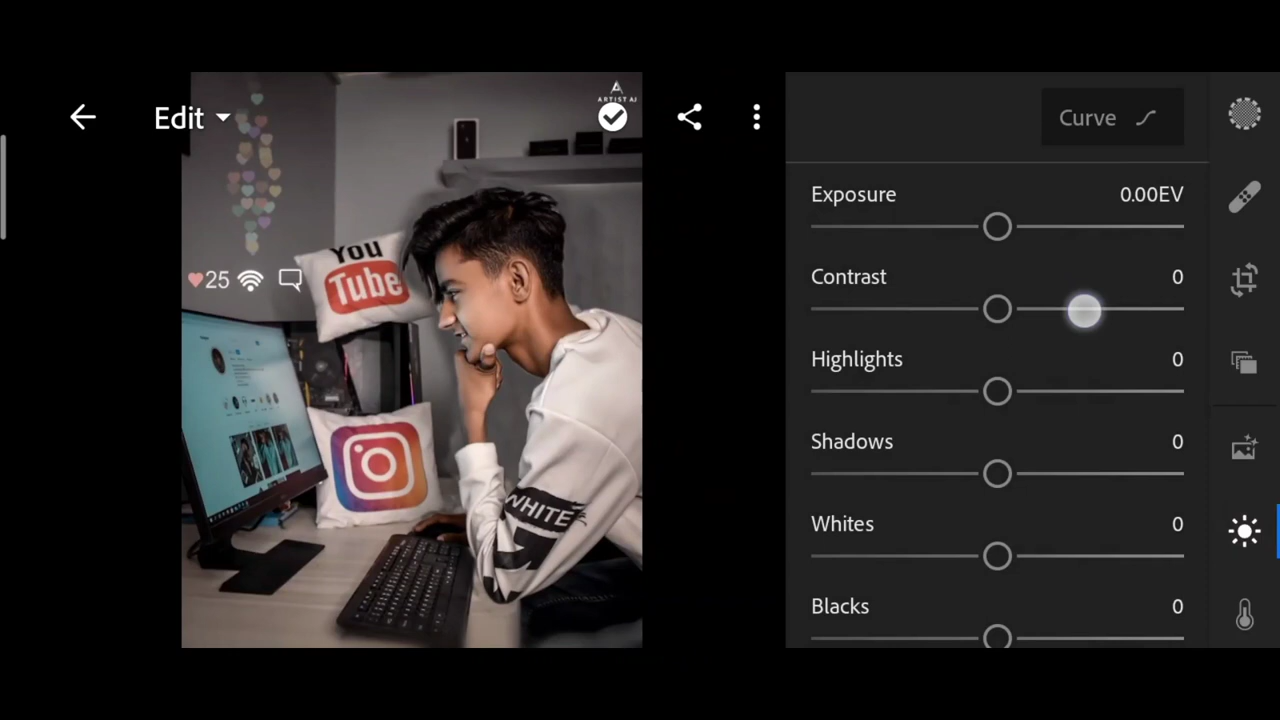 Edit
ARTIST AJ
Curve
Exposure 0.00EV
Contrast 0
Highlights 0
Shadows 0
Whites 0
Blacks 0
You
Tube
25
WHITE